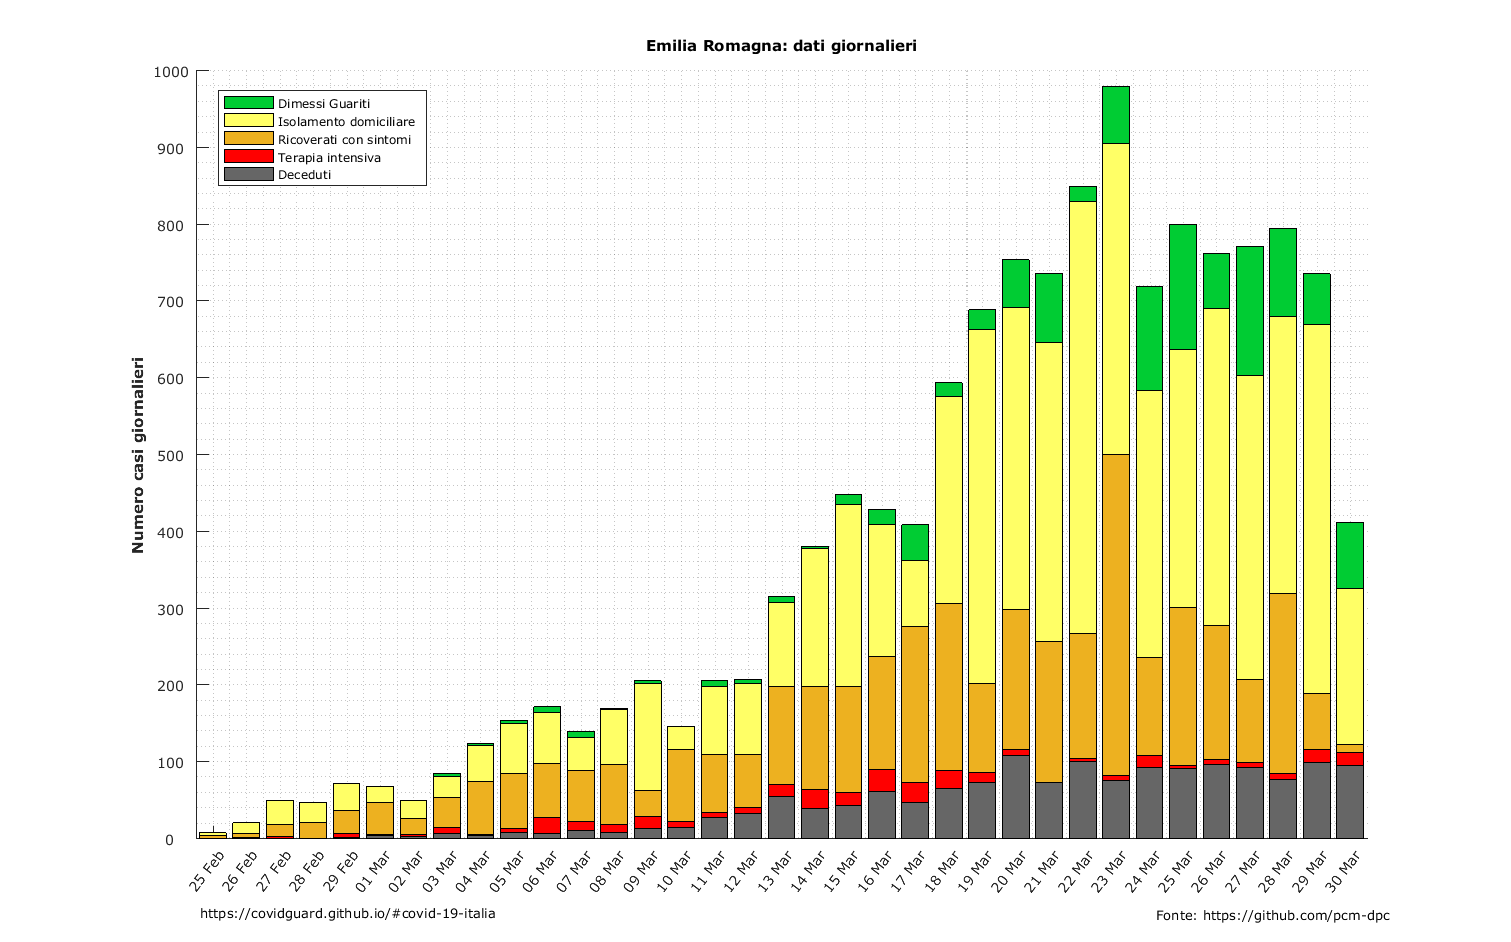 Emilia Romagna: dati giornalieri
1000
900
800
700
600
500
400
300
200
100
0
Numero casi giornalieri
Dimessi Guariti
Isolamento domiciliare
Ricoverati con sintomi
Terapia intensiva
Deceduti
25 Feb
26 Feb
27 Feb
28 Feb
29 Feb
01 Mar
02 Mar
03 Mar
04 Mar
05 Mar
06 Mar
07 Mar
08 Mar
09 Mar
10 Mar
11 Mar
12 Mar
13 Mar
14 Mar
15 Mar
16 Mar
17 Mar
18 Mar
19 Mar
20 Mar
21 Mar
22 Mar
23 Mar
24 Mar
25 Mar
26 Mar
27 Mar
28 Mar
29 Mar
30 Mar
https://covidguard.github.io/#covid-19-italia
Fonte: https://github.com/pcm-dpc